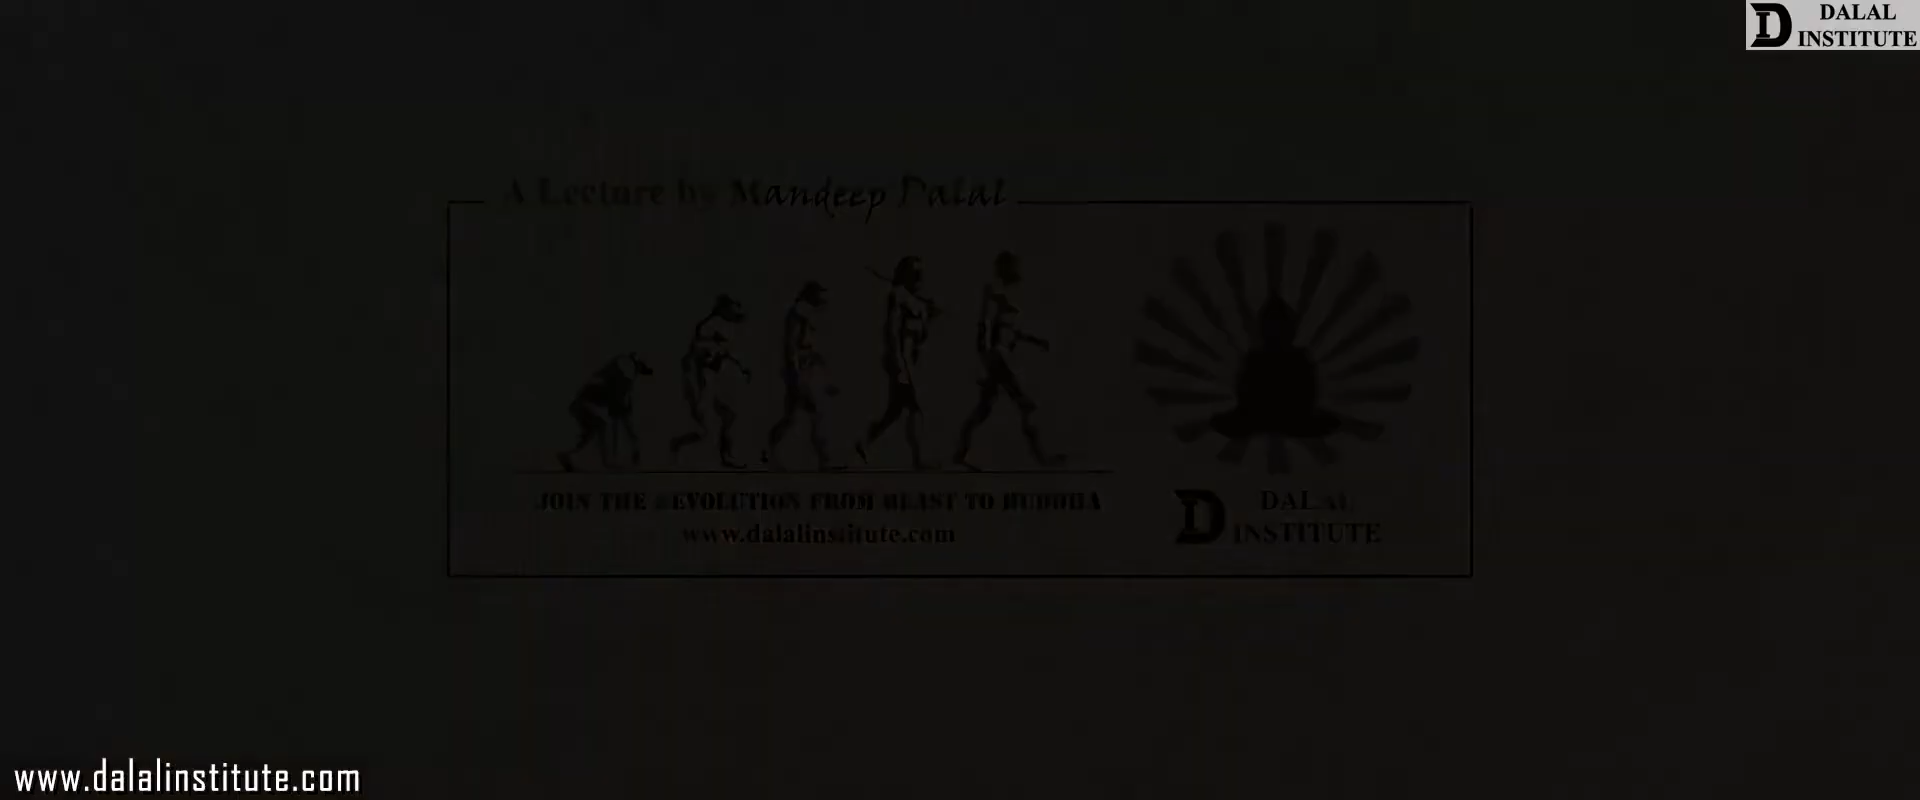 DALAL
INSTITUTE
A Lecture by Mandeep Dalal
JOIN THE REVOLUTION FROM BEAST TO BUDDHA
www.dalalinstitute.com
DALAL
INSTITUTE
www.dalalinstitute.com